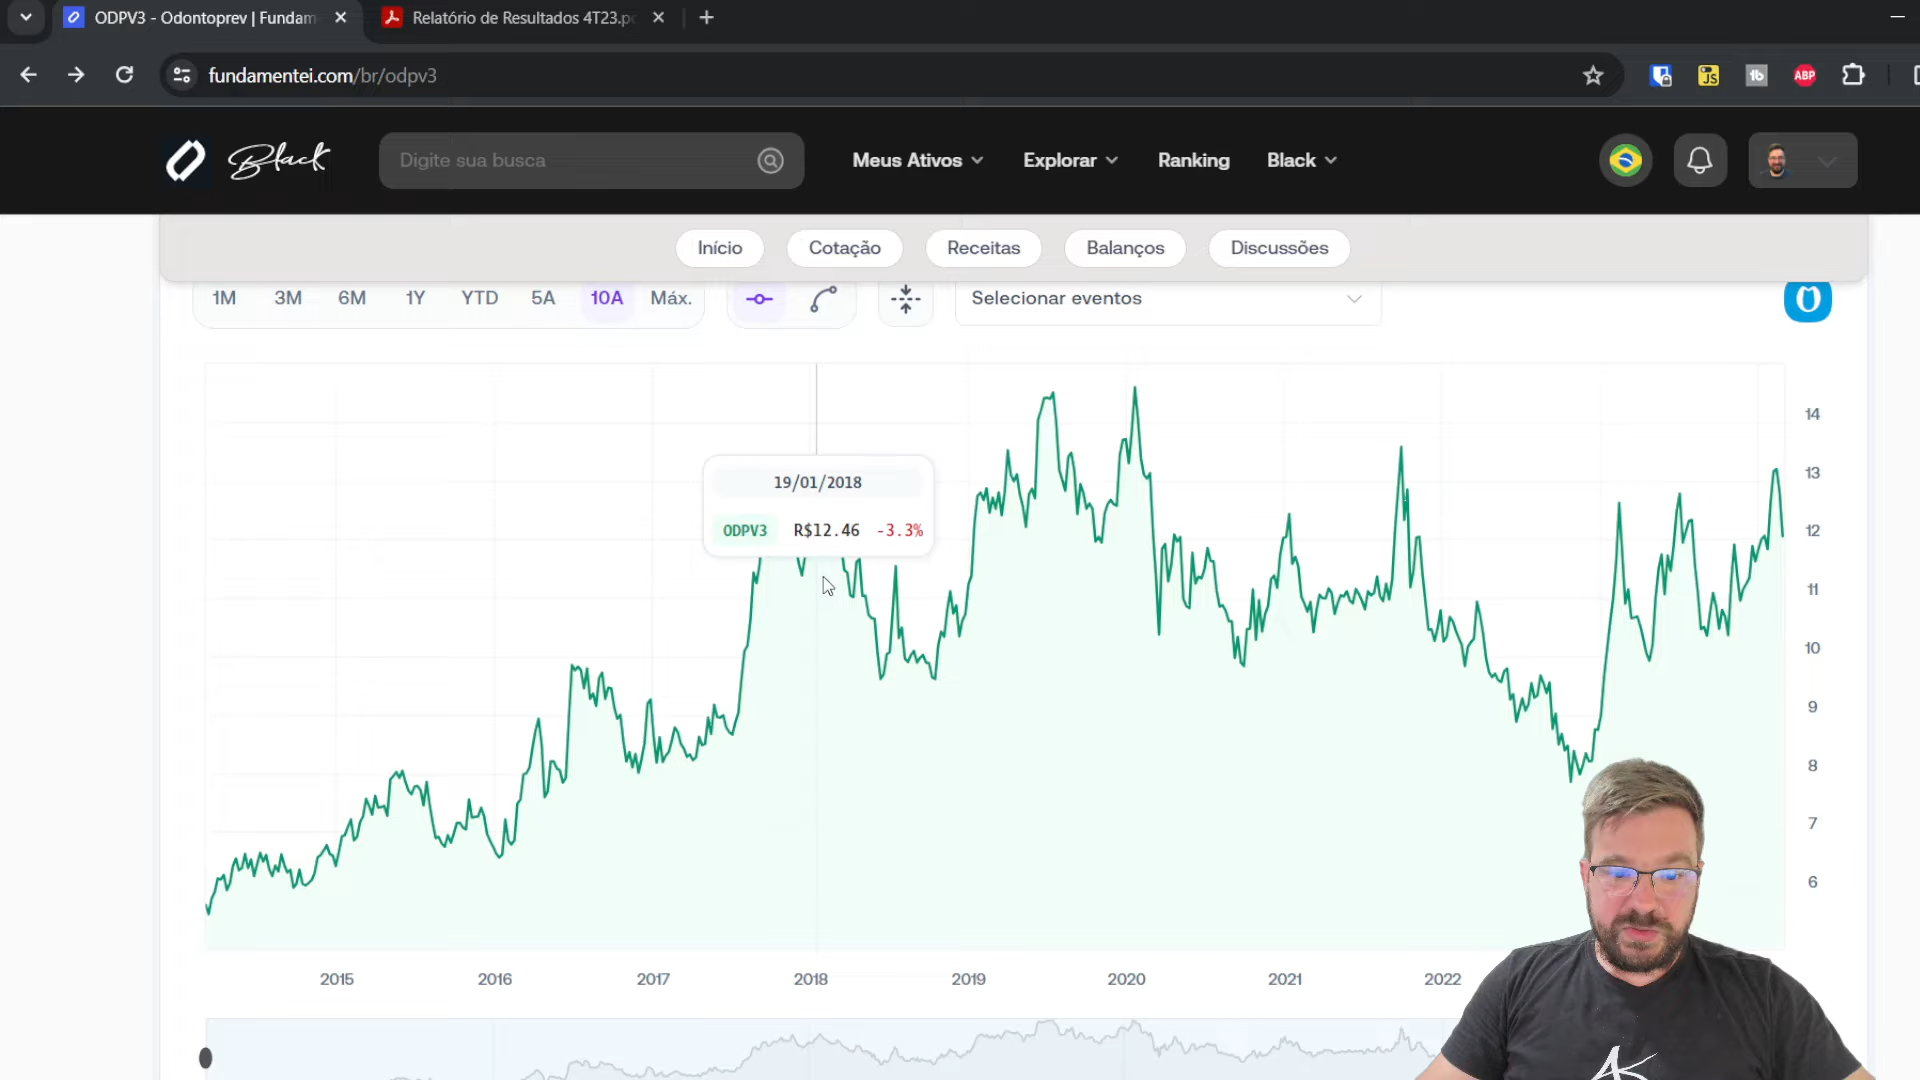 ODPV3 - Odontoprev | Fundam
Relatório de Resultados 4T23.p
fundamentei.com/br/odpv3
JS
tb
ABP
Black
Digite sua busca
Meus Ativos
Explorar
Ranking
Black
Início
Cotação
Receitas
Balanços
Discussões
1M
3M
6M
1Y
YTD
5A
10A
Máx.
Selecionar eventos
19/01/2018
ODPV3 R$12.46 -3.3%
14
13
12
11
10
9
8
7
6
2015
2016
2017
2018
2019
2020
2021
2022